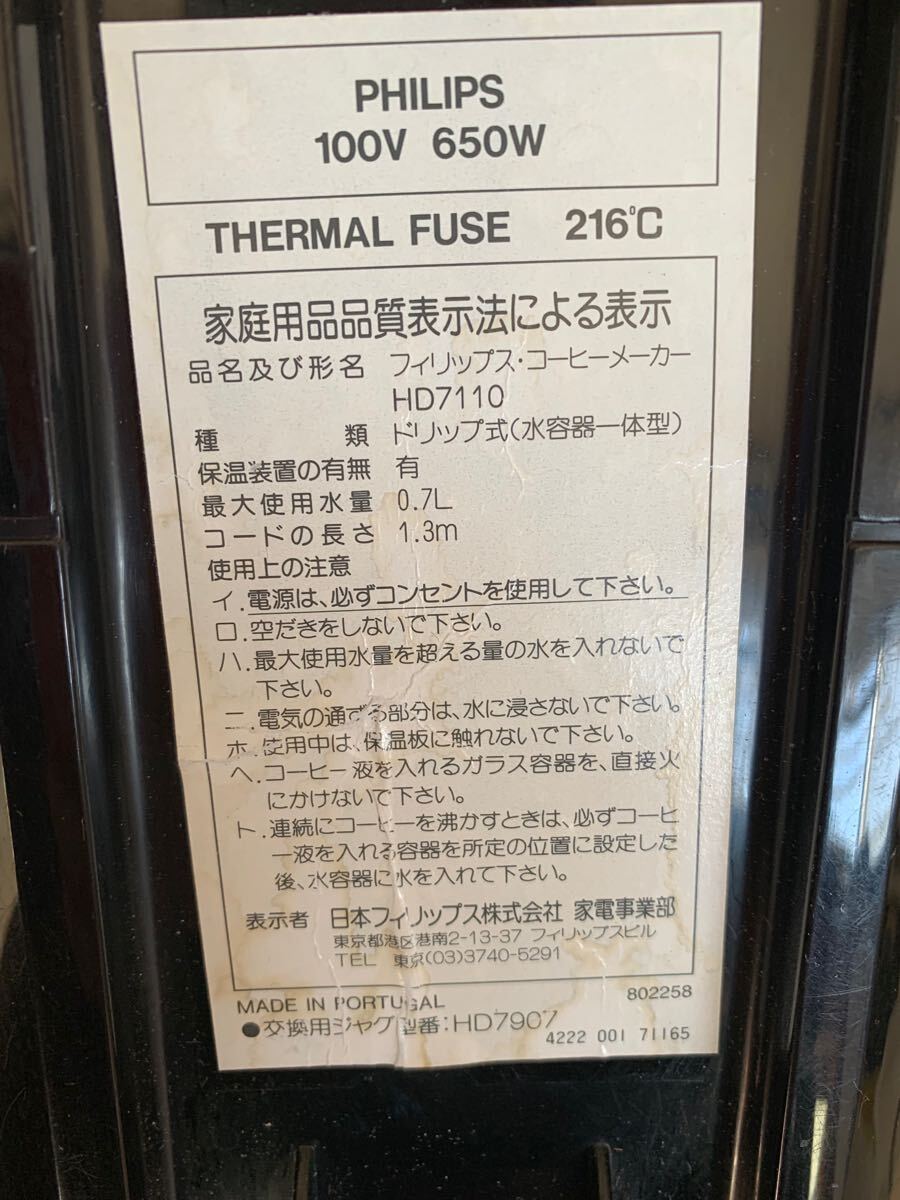 PHILIPS
100V 650W
THERMAL FUSE 216°C
家庭用品品質表示法による表示
品名及び形名 フィリップス・コーヒーメーカー
HD7110
種類 ドリップ式(水容器一体型)
保温装置の有無 有
最大使用水量 0.7L
コードの長さ 1.3m
使用上の注意
イ.電源は、必ずコンセントを使用して下さい。
ロ.空だきをしないで下さい。
ハ.最大使用水量を超える量の水を入れないで
下さい。
ニ.電気の通ずる部分は、水に浸さないで下さい。
ホ.使用中は、保温板に触れないで下さい。
ヘ.コーヒー液を入れるガラス容器を、直接火
にかけないで下さい。
ト.連続にコーヒーを沸かすときは、必ずコーヒ
ー液を入れる容器を所定の位置に設定した
後、水容器に水を入れて下さい。
表示者 日本フィリップス株式会社 家電事業部
東京都港区港南2-13-37 フィリップスビル
TEL 東京(03)3740-5291
MADE IN PORTUGAL 802258
●交換用ジャグ型番:HD7907 4222 001 71165